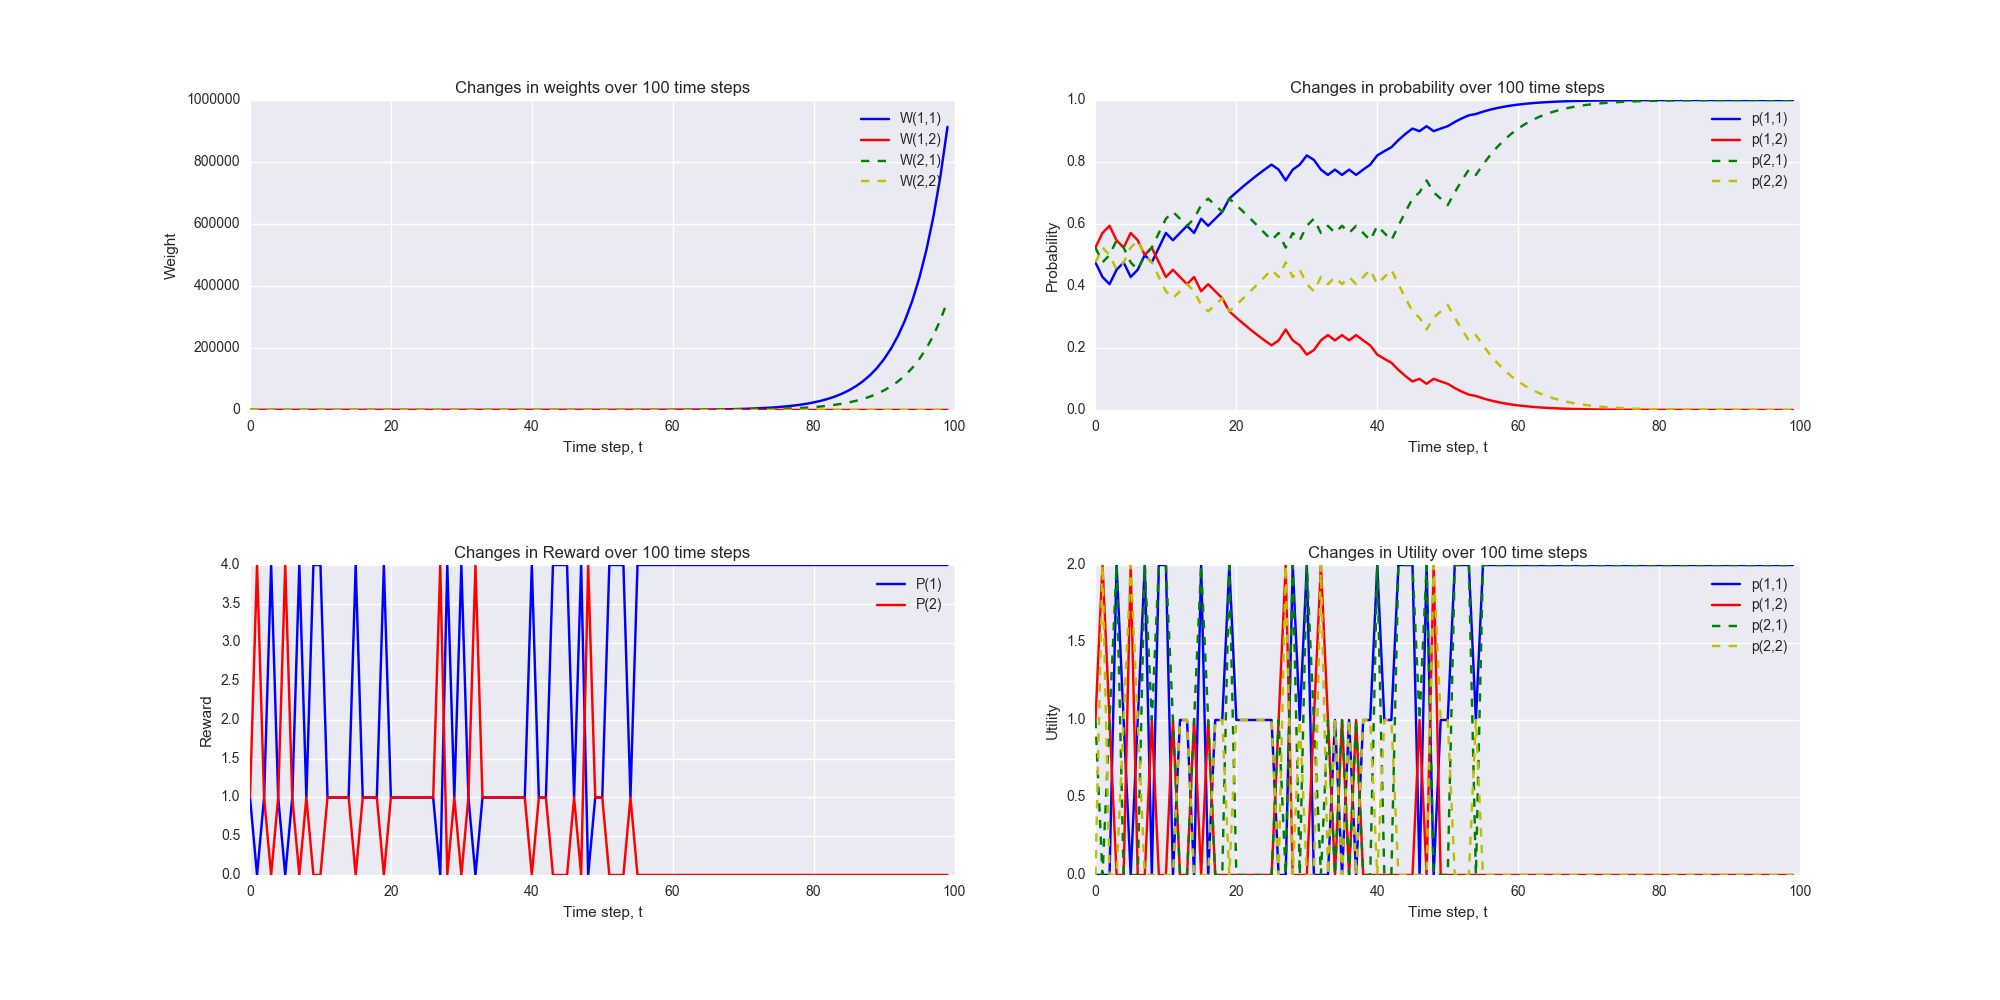 Changes in weights over 100 time steps
1000000
800000
600000
400000
200000
0
Weight
0 20 40 60 80 100
Time step, t
W(1,1)
W(1,2)
W(2,1)
W(2,2)
Changes in probability over 100 time steps
1.0
0.8
0.6
0.4
0.2
0.0
Probability
0 20 40 60 80 100
Time step, t
p(1,1)
p(1,2)
p(2,1)
p(2,2)
Changes in Reward over 100 time steps
4.0
3.5
3.0
2.5
2.0
1.5
1.0
0.5
0.0
Reward
0 20 40 60 80 100
Time step, t
P(1)
P(2)
Changes in Utility over 100 time steps
2.0
1.5
1.0
0.5
0.0
Utility
0 20 40 60 80 100
Time step, t
p(1,1)
p(1,2)
p(2,1)
p(2,2)